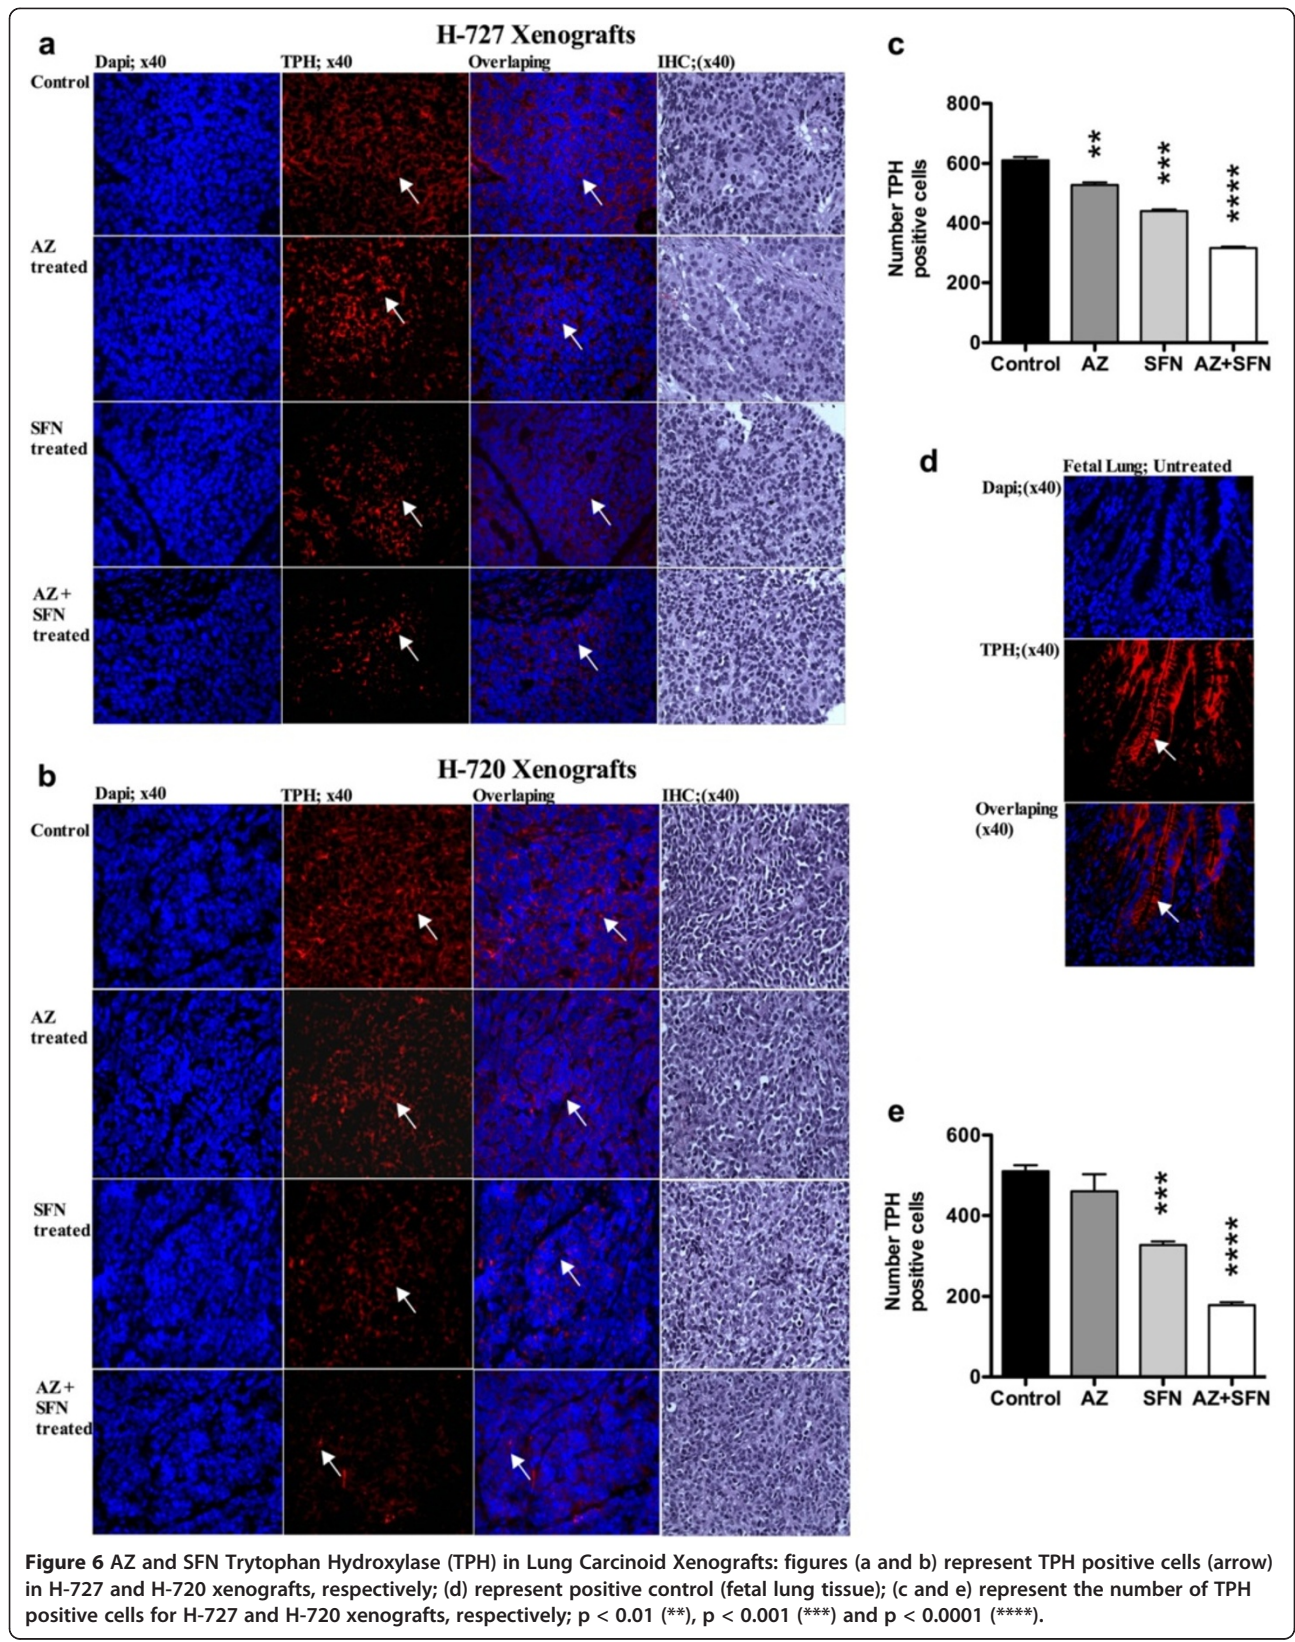 a
H-727 Xenografts
Dapi; x40 TPH; x40 Overlaping IHC;(x40)
Control
AZ
treated
SFN
treated
AZ +
SFN
treated
b
H-720 Xenografts
Dapi; x40 TPH; x40 Overlaping IHC;(x40)
Control
AZ
treated
SFN
treated
AZ +
SFN
treated
c
Number TPH
positive cells
800
600
400
200
0
**
***
****
Control AZ SFN AZ+SFN
d
Fetal Lung; Untreated
Dapi;(x40)
TPH;(x40)
Overlaping
(x40)
e
Number TPH
positive cells
600
400
200
0
***
****
Control AZ SFN AZ+SFN
Figure 6 AZ and SFN Trytophan Hydroxylase (TPH) in Lung Carcinoid Xenografts: figures (a and b) represent TPH positive cells (arrow)
in H-727 and H-720 xenografts, respectively; (d) represent positive control (fetal lung tissue); (c and e) represent the number of TPH
positive cells for H-727 and H-720 xenografts, respectively; p < 0.01 (**), p < 0.001 (***) and p < 0.0001 (****).